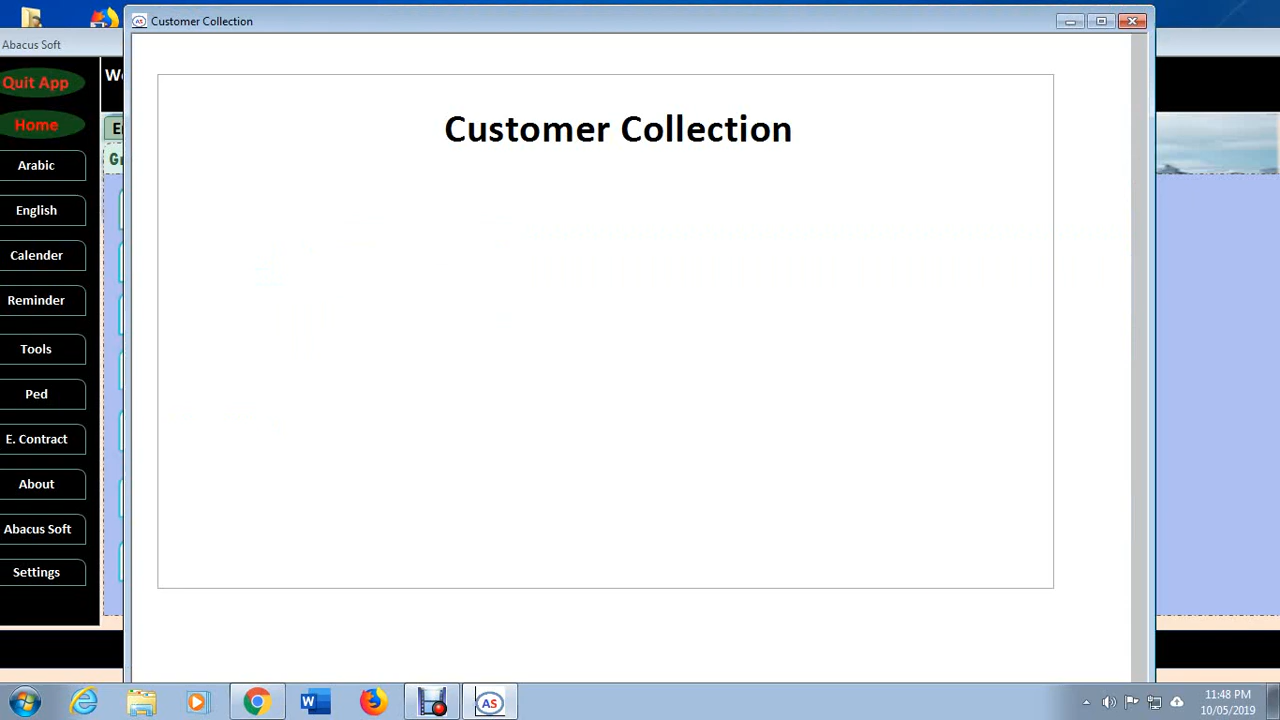 Customer Collection
Abacus Soft
Quit App
Home
Arabic
English
Calender
Reminder
Tools
Ped
E. Contract
About
Abacus Soft
Settings
Customer Collection
AS
11:48 PM
10/05/2019